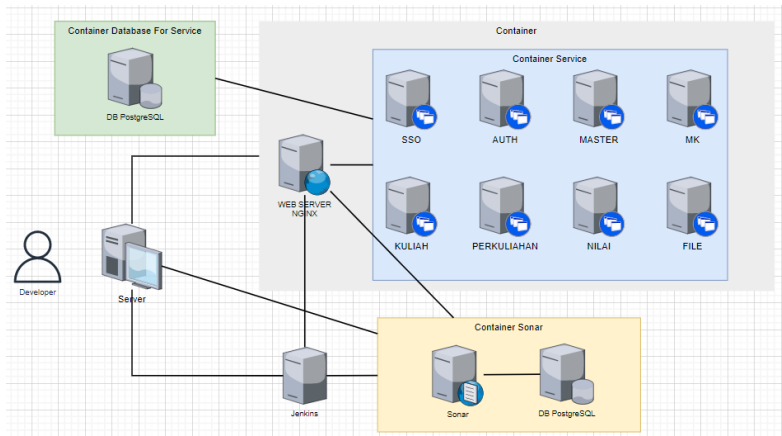 Container Database For Service
DB PostgreSQL
Container
Container Service
SSO
AUTH
MASTER
MK
WEB SERVER
NGINX
KULIAH
PERKULIAHAN
NILAI
FILE
Developer
Server
Container Sonar
Jenkins
Sonar
DB PostgreSQL